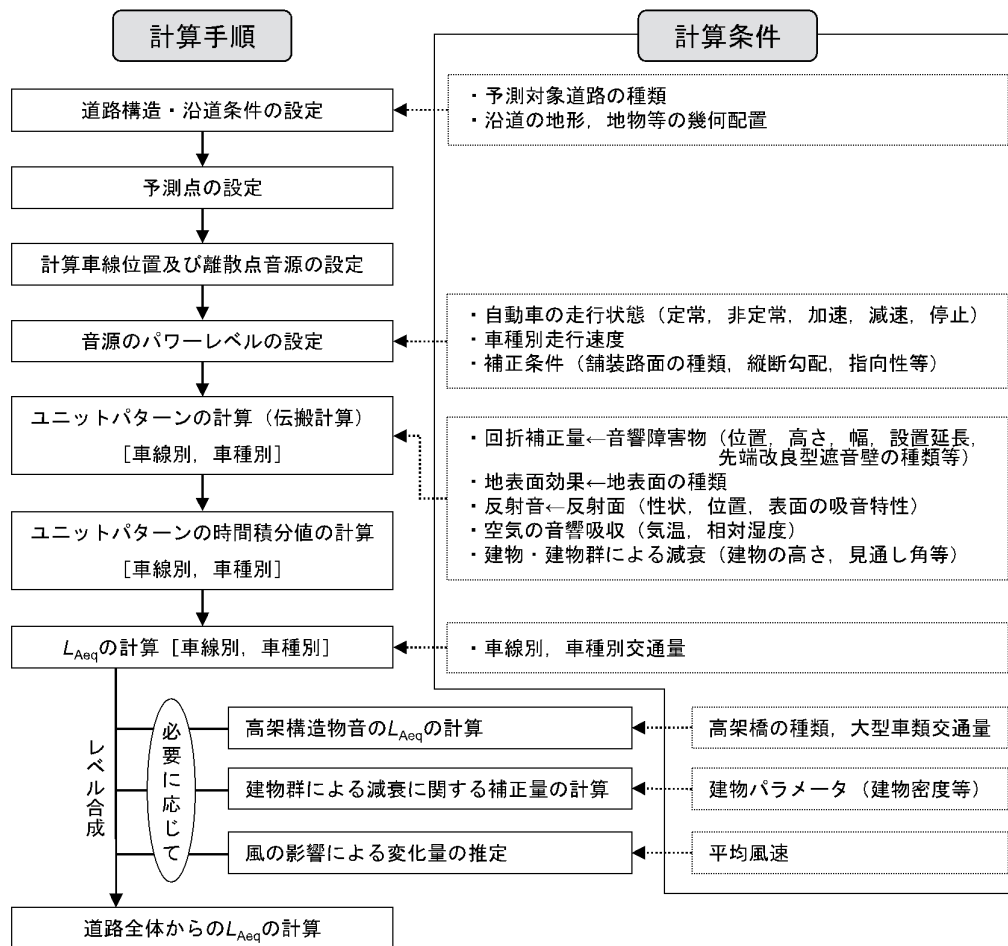 計算手順
計算条件
道路構造・沿道条件の設定
・予測対象道路の種類
・沿道の地形，地物等の幾何配置
予測点の設定
計算車線位置及び離散点音源の設定
音源のパワーレベルの設定
・自動車の走行状態（定常，非定常，加速，減速，停止）
・車種別走行速度
・補正条件（舗装路面の種類，縦断勾配，指向性等）
ユニットパターンの計算（伝搬計算）
［車線別，車種別］
・回折補正量←音響障害物（位置，高さ，幅，設置延長，
先端改良型遮音壁の種類等）
・地表面効果←地表面の種類
・反射音←反射面（性状，位置，表面の吸音特性）
・空気の音響吸収（気温，相対湿度）
・建物・建物群による減衰（建物の高さ，見通し角等）
ユニットパターンの時間積分値の計算
［車線別，車種別］
LAeqの計算［車線別，車種別］
・車線別，車種別交通量
レベル合成
必要に応じて
高架構造物音のLAeqの計算
高架橋の種類，大型車類交通量
建物群による減衰に関する補正量の計算
建物パラメータ（建物密度等）
風の影響による変化量の推定
平均風速
道路全体からのLAeqの計算